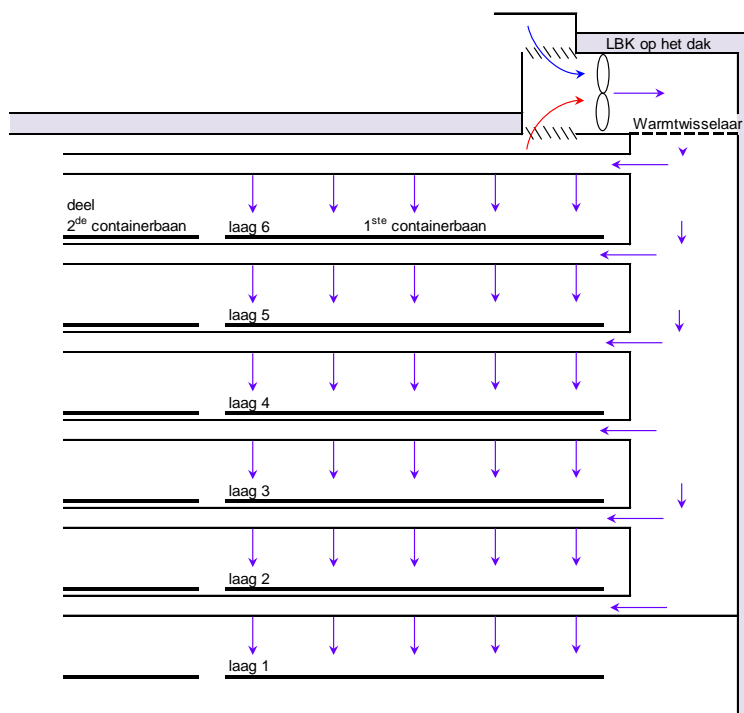 LBK op het dak
Warmtwisselaar
deel
2de containerbaan
laag 6
1ste containerbaan
laag 5
laag 4
laag 3
laag 2
laag 1